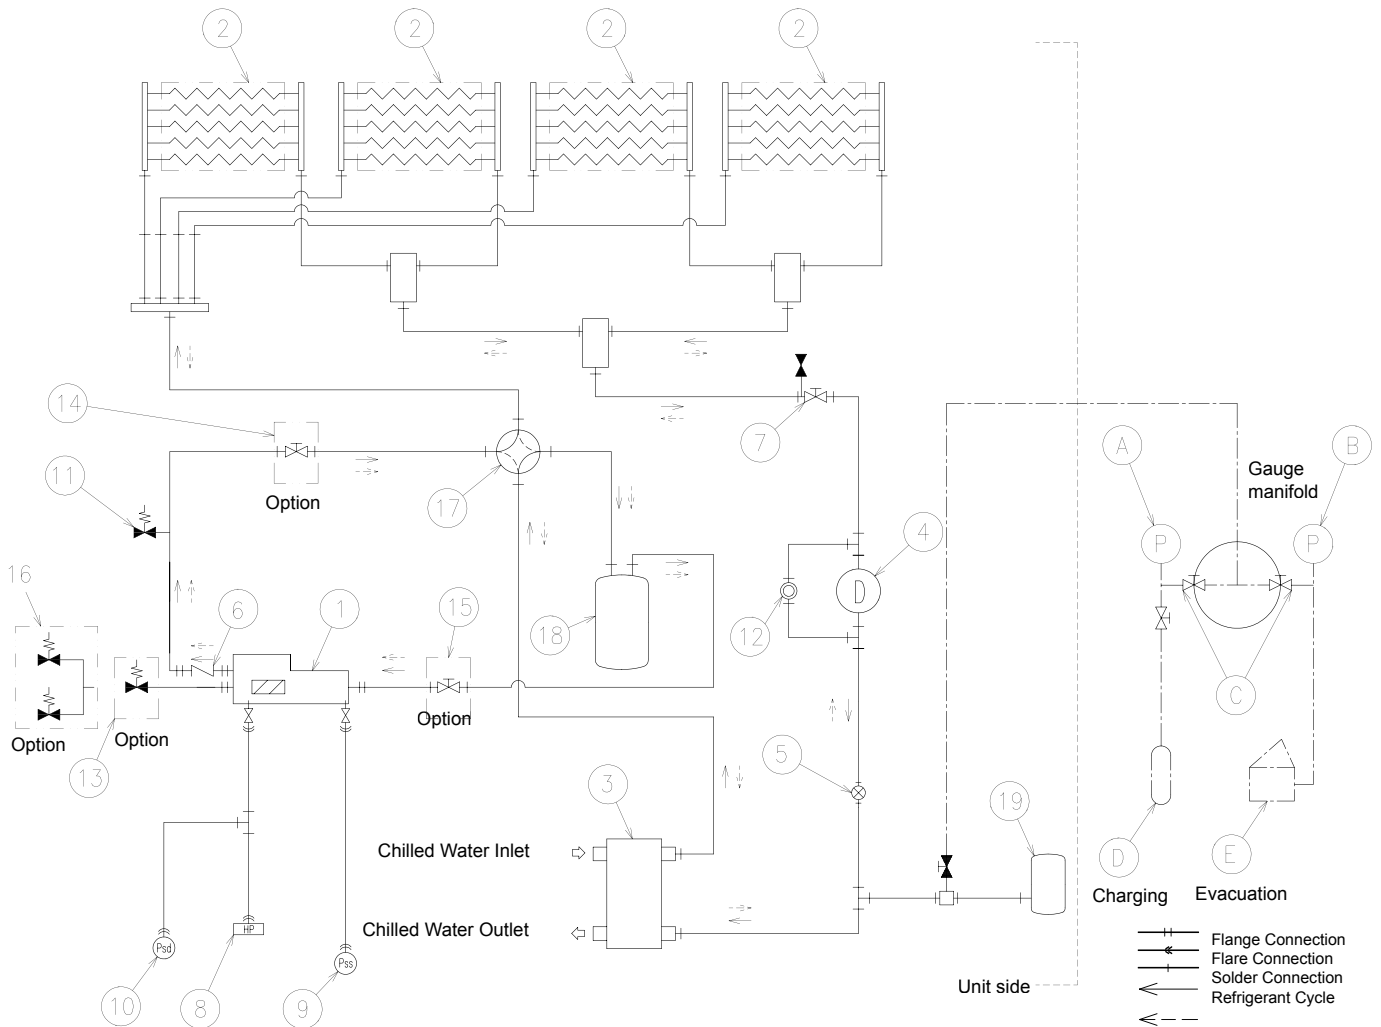 2
2
2
2
14
7
A
B
Gauge
manifold
11
Option
17
P
P
4
D
16
6
1
15
18
12
C
Option
Option
Option
13
5
3
19
Chilled Water Inlet
D
E
Charging
Evacuation
HP
Chilled Water Outlet
Psd
Pss
10
8
9
Unit side
Flange Connection
Flare Connection
Solder Connection
Refrigerant Cycle